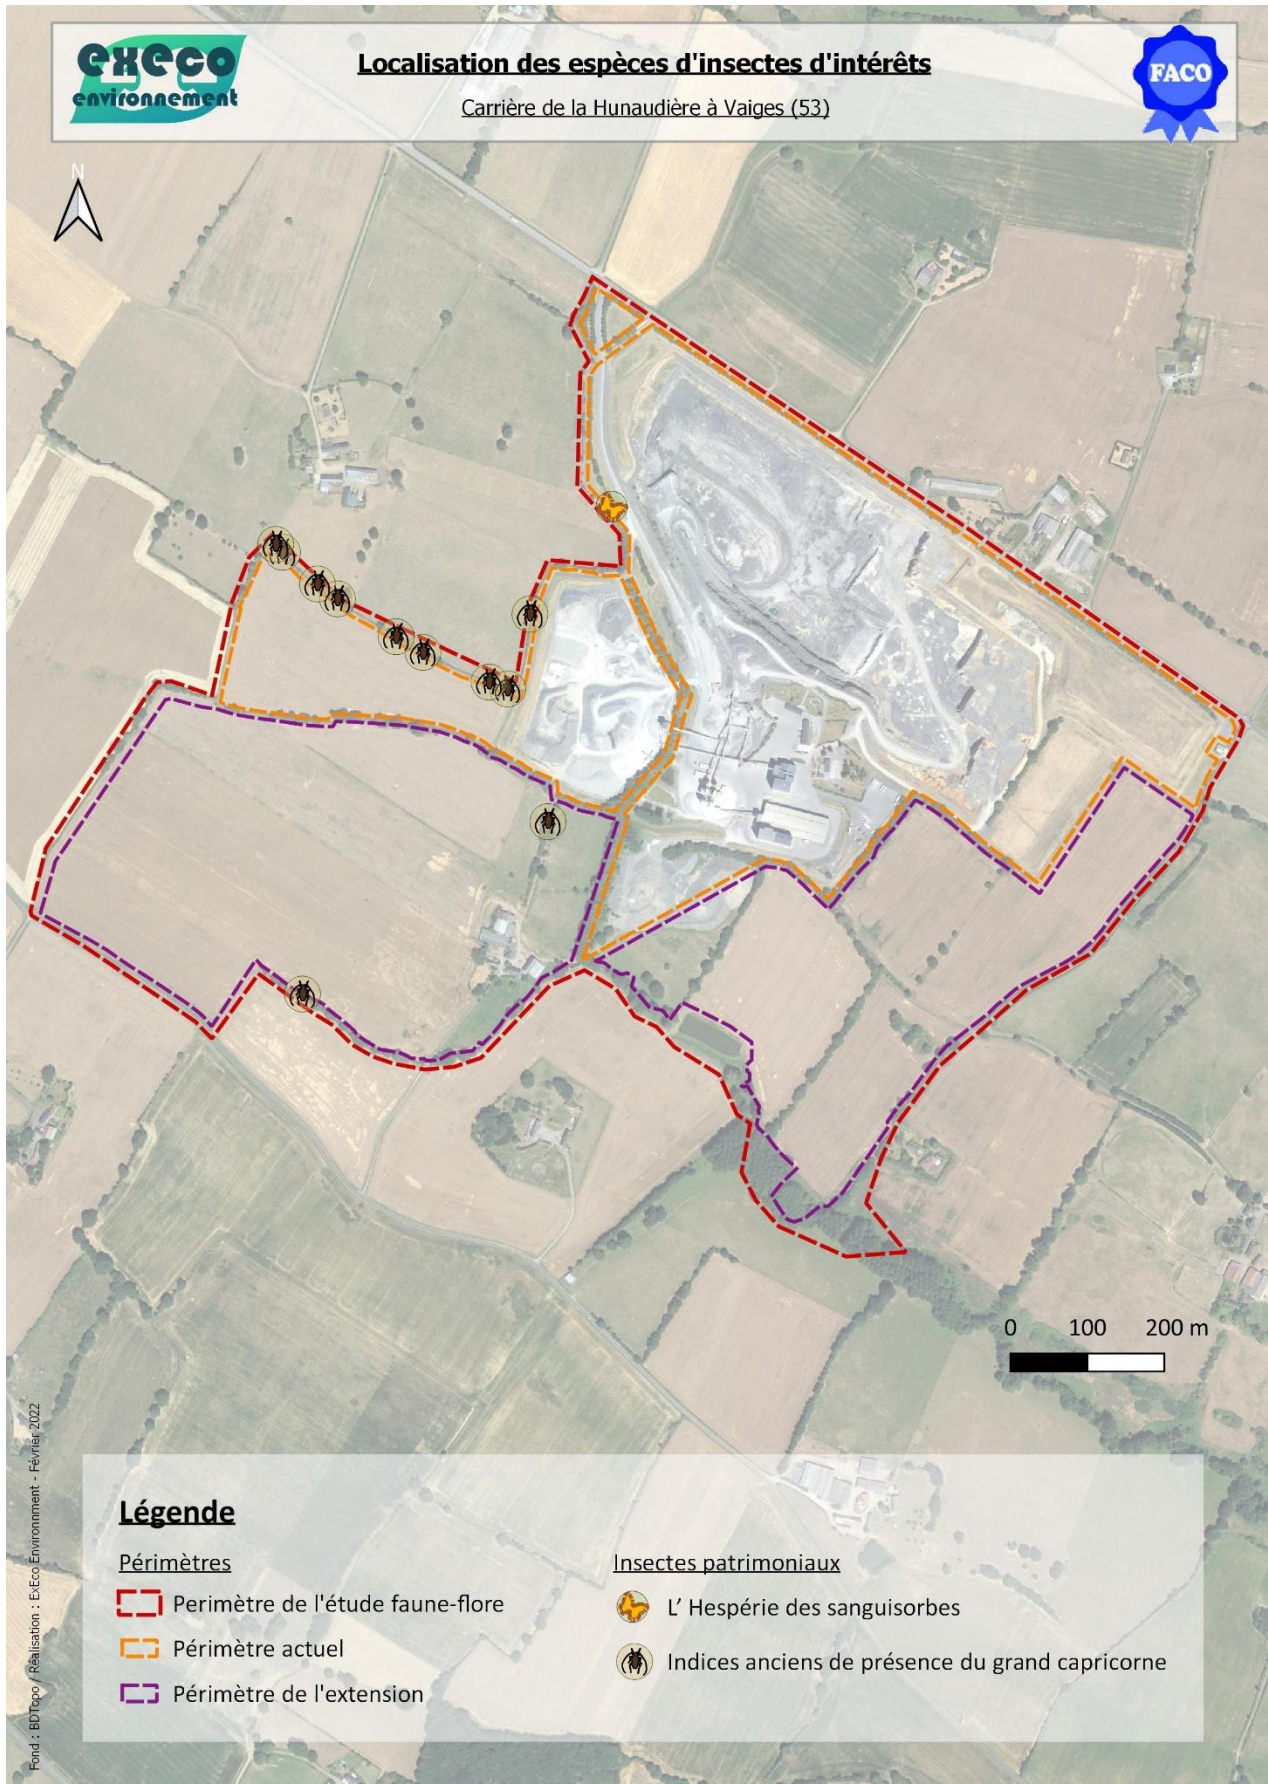 execo
environnement
Localisation des espèces d'insectes d'intérêts
Carrière de la Hunaudière à Vaiges (53)
FACO
N
0 100 200 m
Légende
Périmètres
Perimètre de l'étude faune-flore
Périmètre actuel
Périmètre de l'extension
Insectes patrimoniaux
L' Hespérie des sanguisorbes
Indices anciens de présence du grand capricorne
Fond : BDTopo / Réalisation : ExEco Environnment - Février 2022